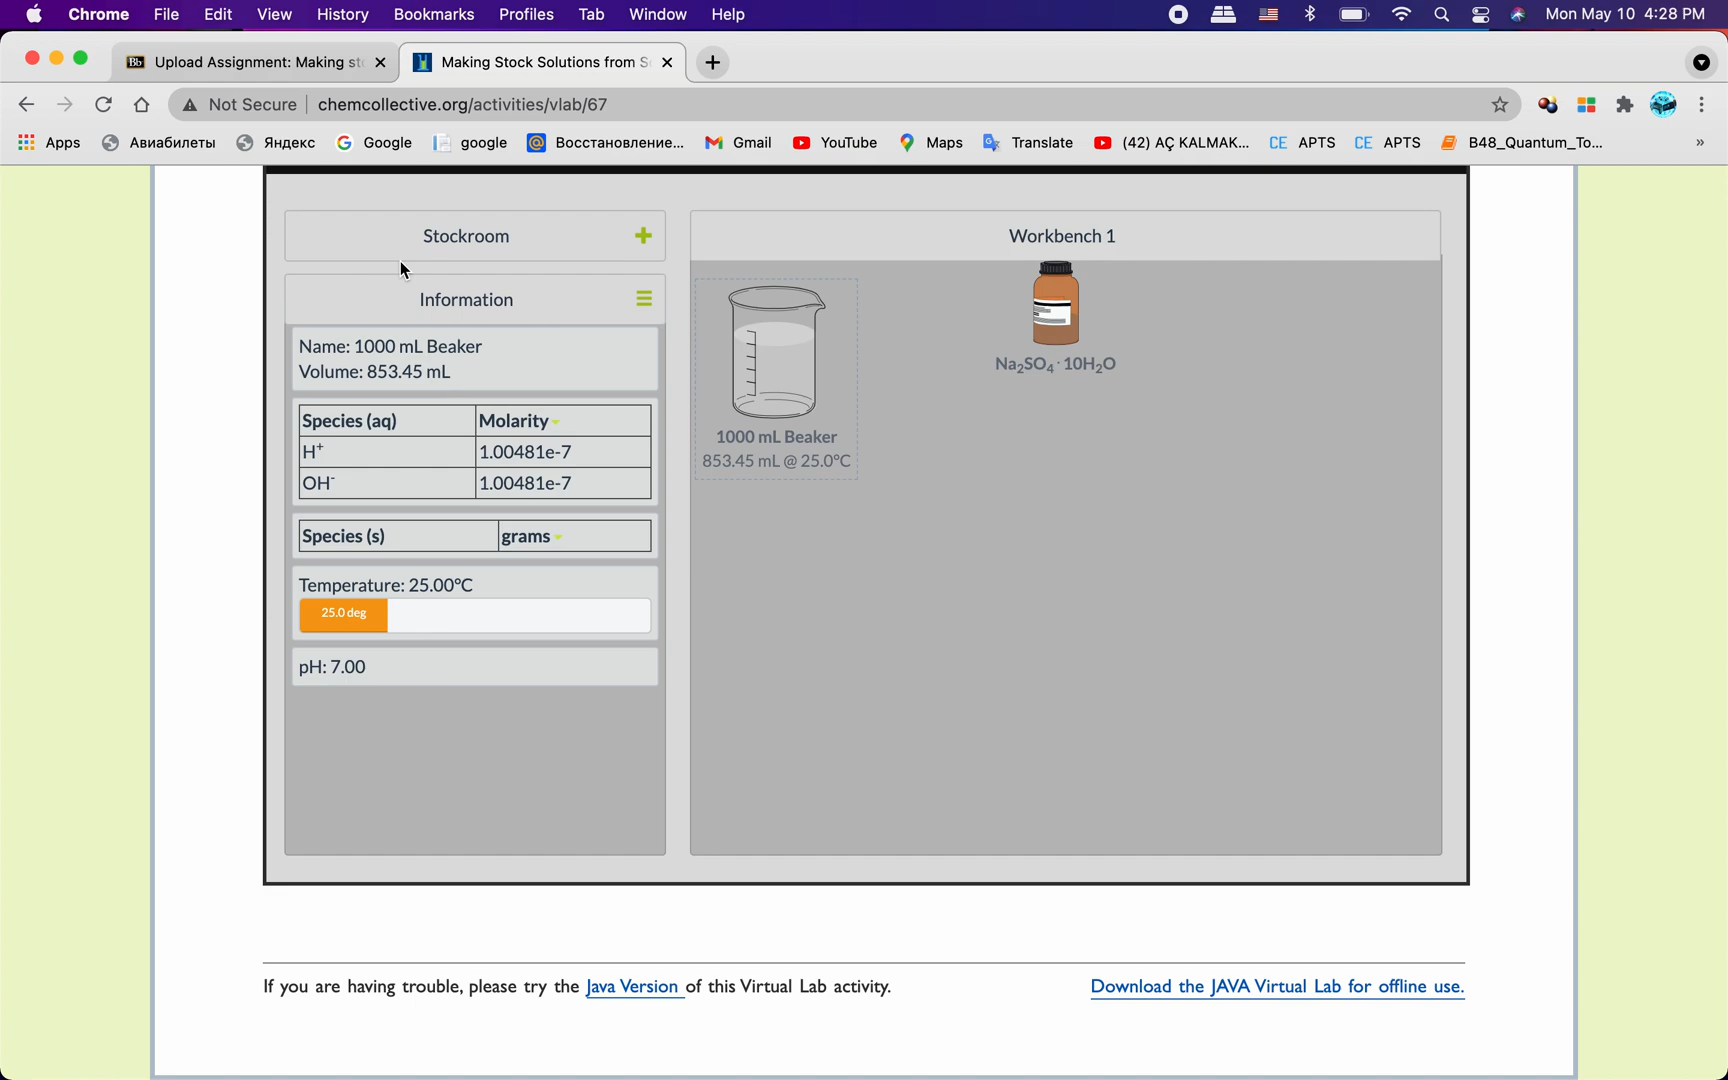 Chrome File Edit View History Bookmarks Profiles Tab Window Help Mon May 10 4:28 PM
Bb Upload Assignment: Making st Making Stock Solutions from S
Not Secure chemcollective.org/activities/vlab/67
Apps Авиабилеты Яндекс Google google Восстановление... Gmail YouTube Maps Translate (42) AÇ KALMAK... CE APTS CE APTS B48_Quantum_To... »
Stockroom
Workbench 1
Information
Name: 1000 mL Beaker
Volume: 853.45 mL
Species (aq) Molarity
H⁺ 1.00481e-7
OH⁻ 1.00481e-7
Species (s) grams
Temperature: 25.00°C
25.0 deg
pH: 7.00
1000 mL Beaker
853.45 mL @ 25.0°C
Na₂SO₄ · 10H₂O
If you are having trouble, please try the Java Version of this Virtual Lab activity.
Download the JAVA Virtual Lab for offline use.